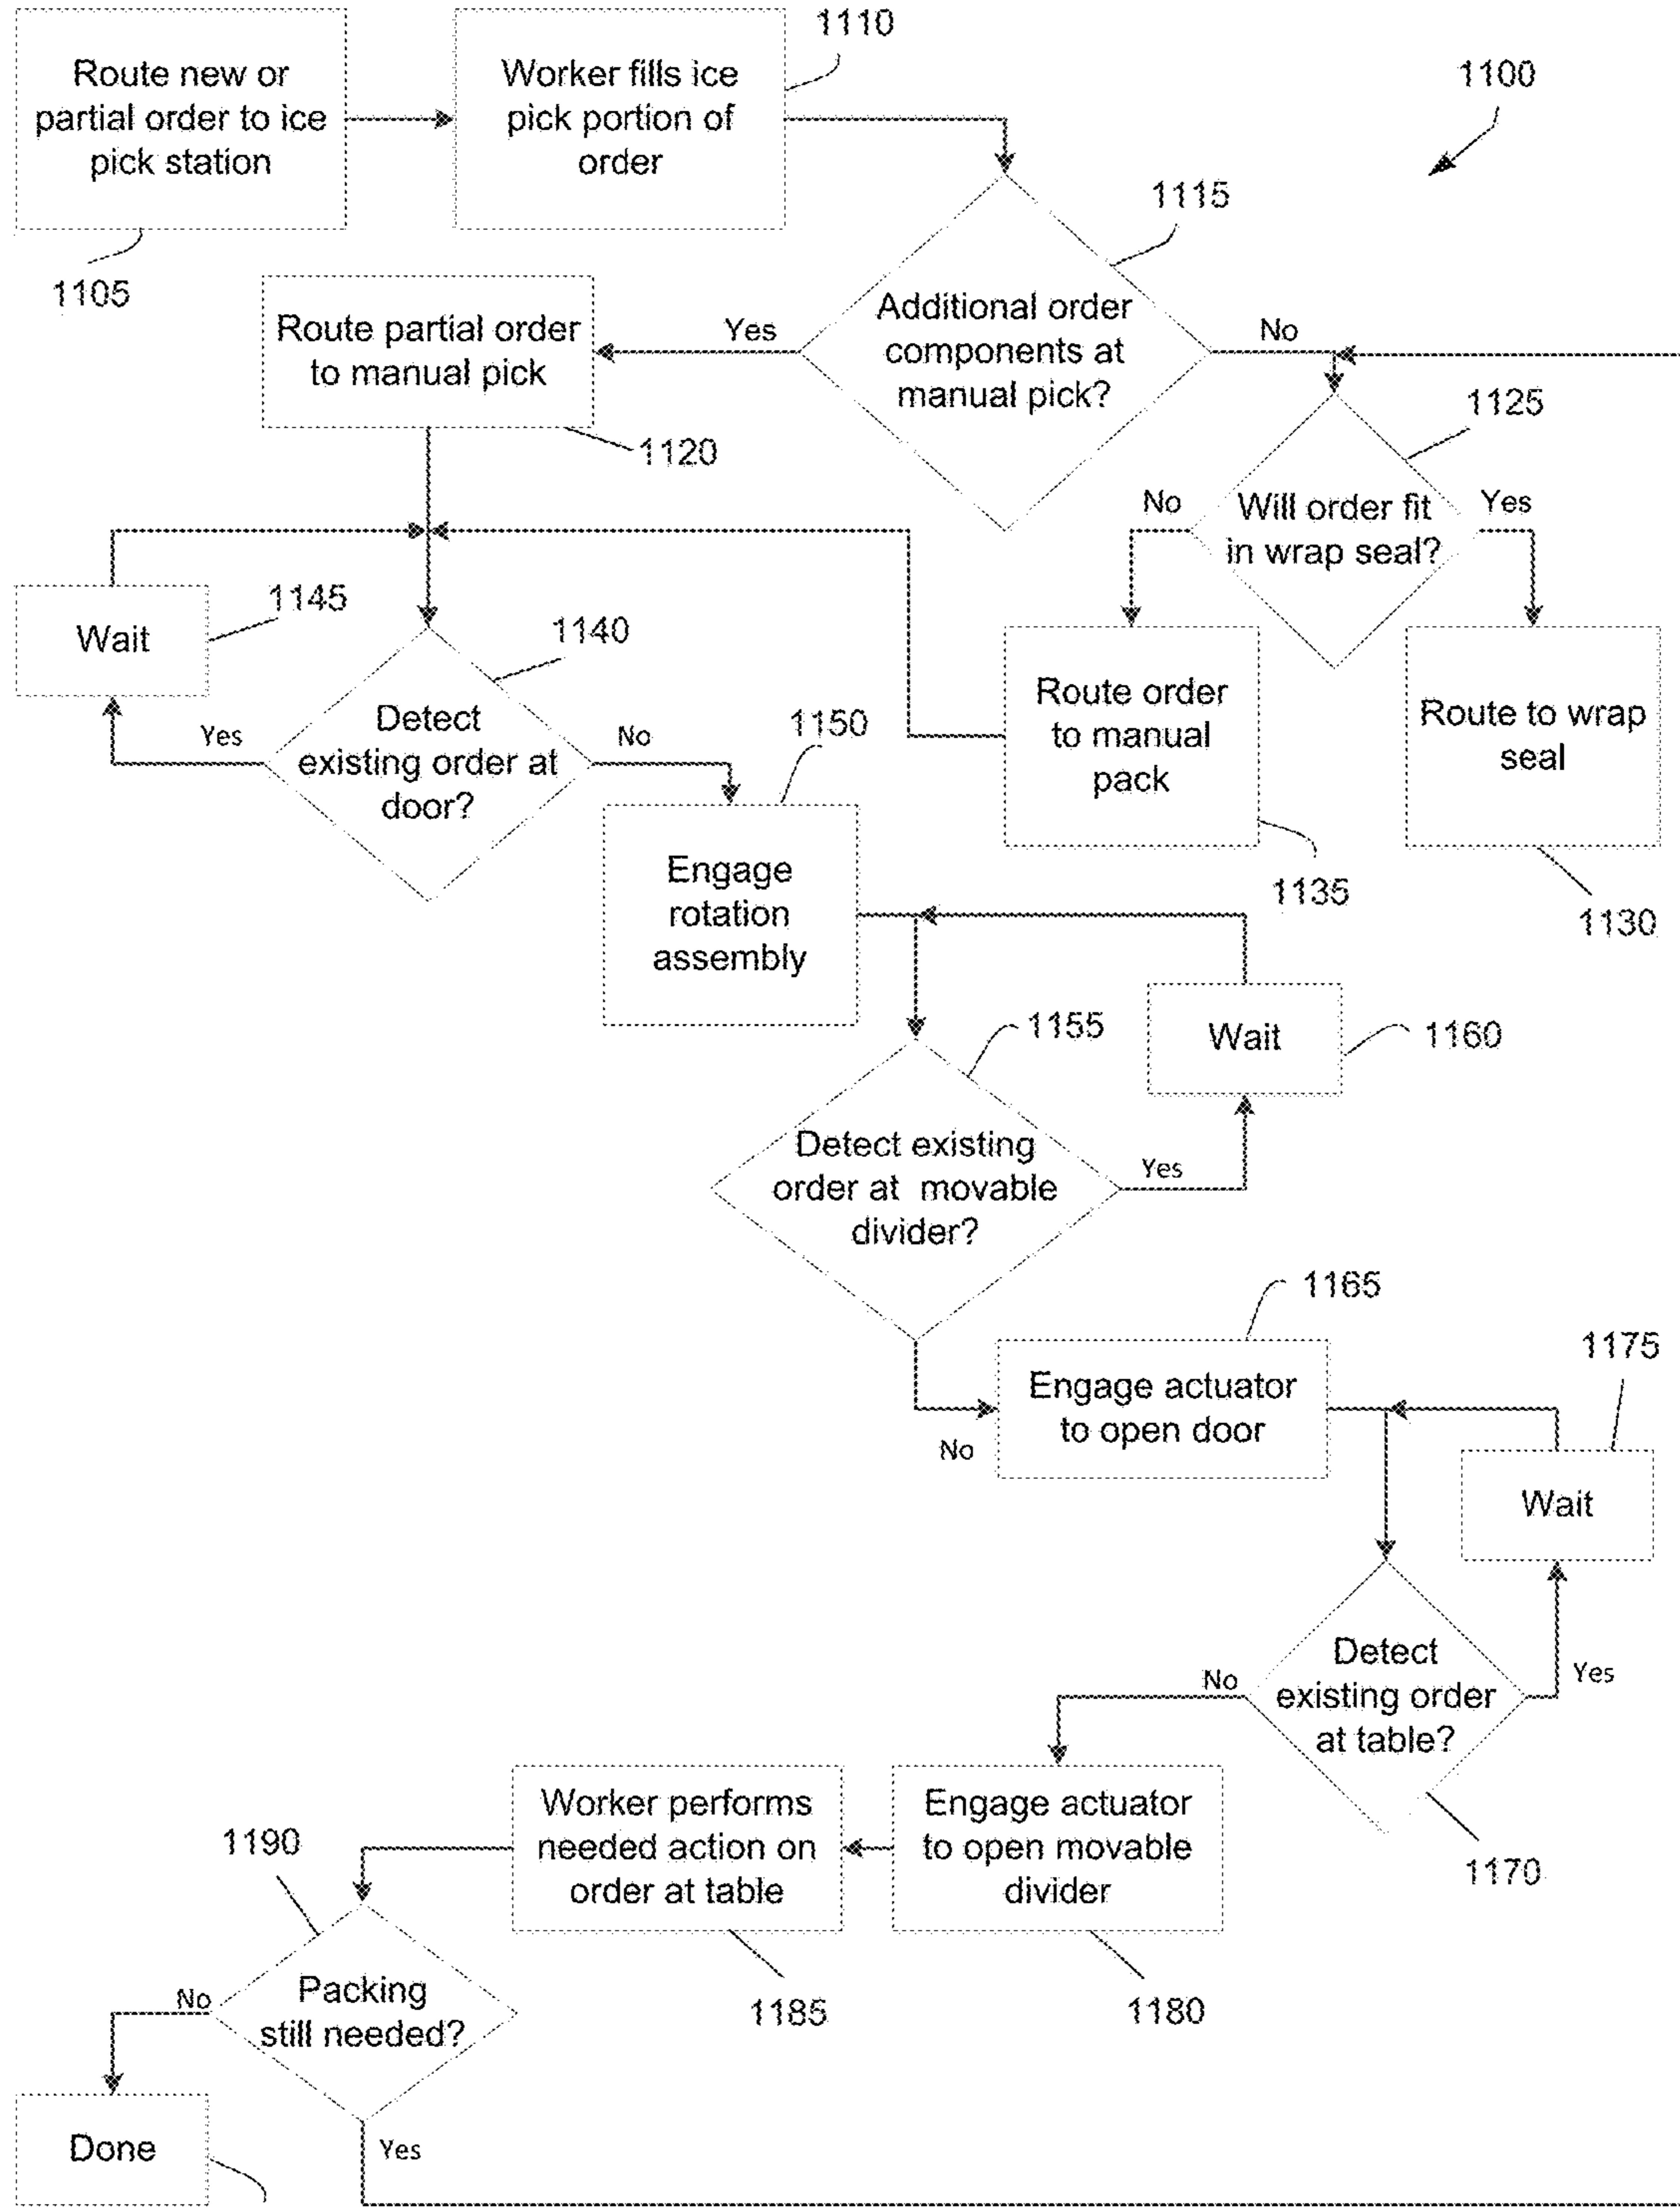 1110
Route new or
partial order to ice
pick station
Worker fills ice
pick portion of
order
1100
1105
1115
Route partial order
to manual pick
Yes
Additional order
components at
manual pick?
No
1120
1125
No
Will order fit
in wrap seal?
Yes
1145
Wait
1140
Route order
to manual
pack
Route to wrap
seal
Yes
Detect
existing order at
door?
No
1150
1135
1130
Engage
rotation
assembly
1155
Wait
1160
Detect existing
order at movable
divider?
Yes
1165
1175
Engage actuator
to open door
No
Wait
Detect
existing order
at table?
No
Yes
1170
Worker performs
needed action on
order at table
Engage actuator
to open movable
divider
1190
1185
1180
Packing
still needed?
No
Done
Yes